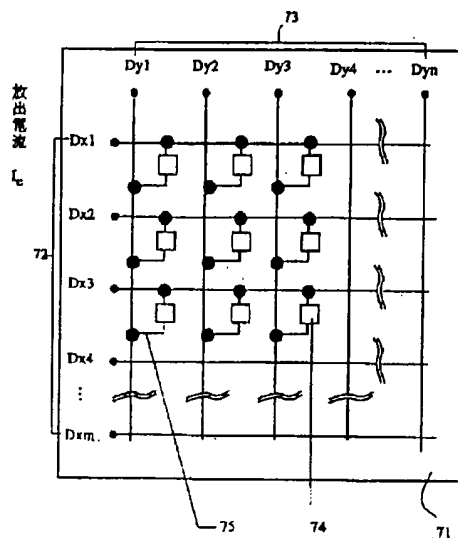 73
Dy1 Dy2 Dy3 Dy4 ... Dyn
放出電流
Ie
Dx1
Dx2
72
Dx3
Dx4
⋮
Dxm.
75
74
71